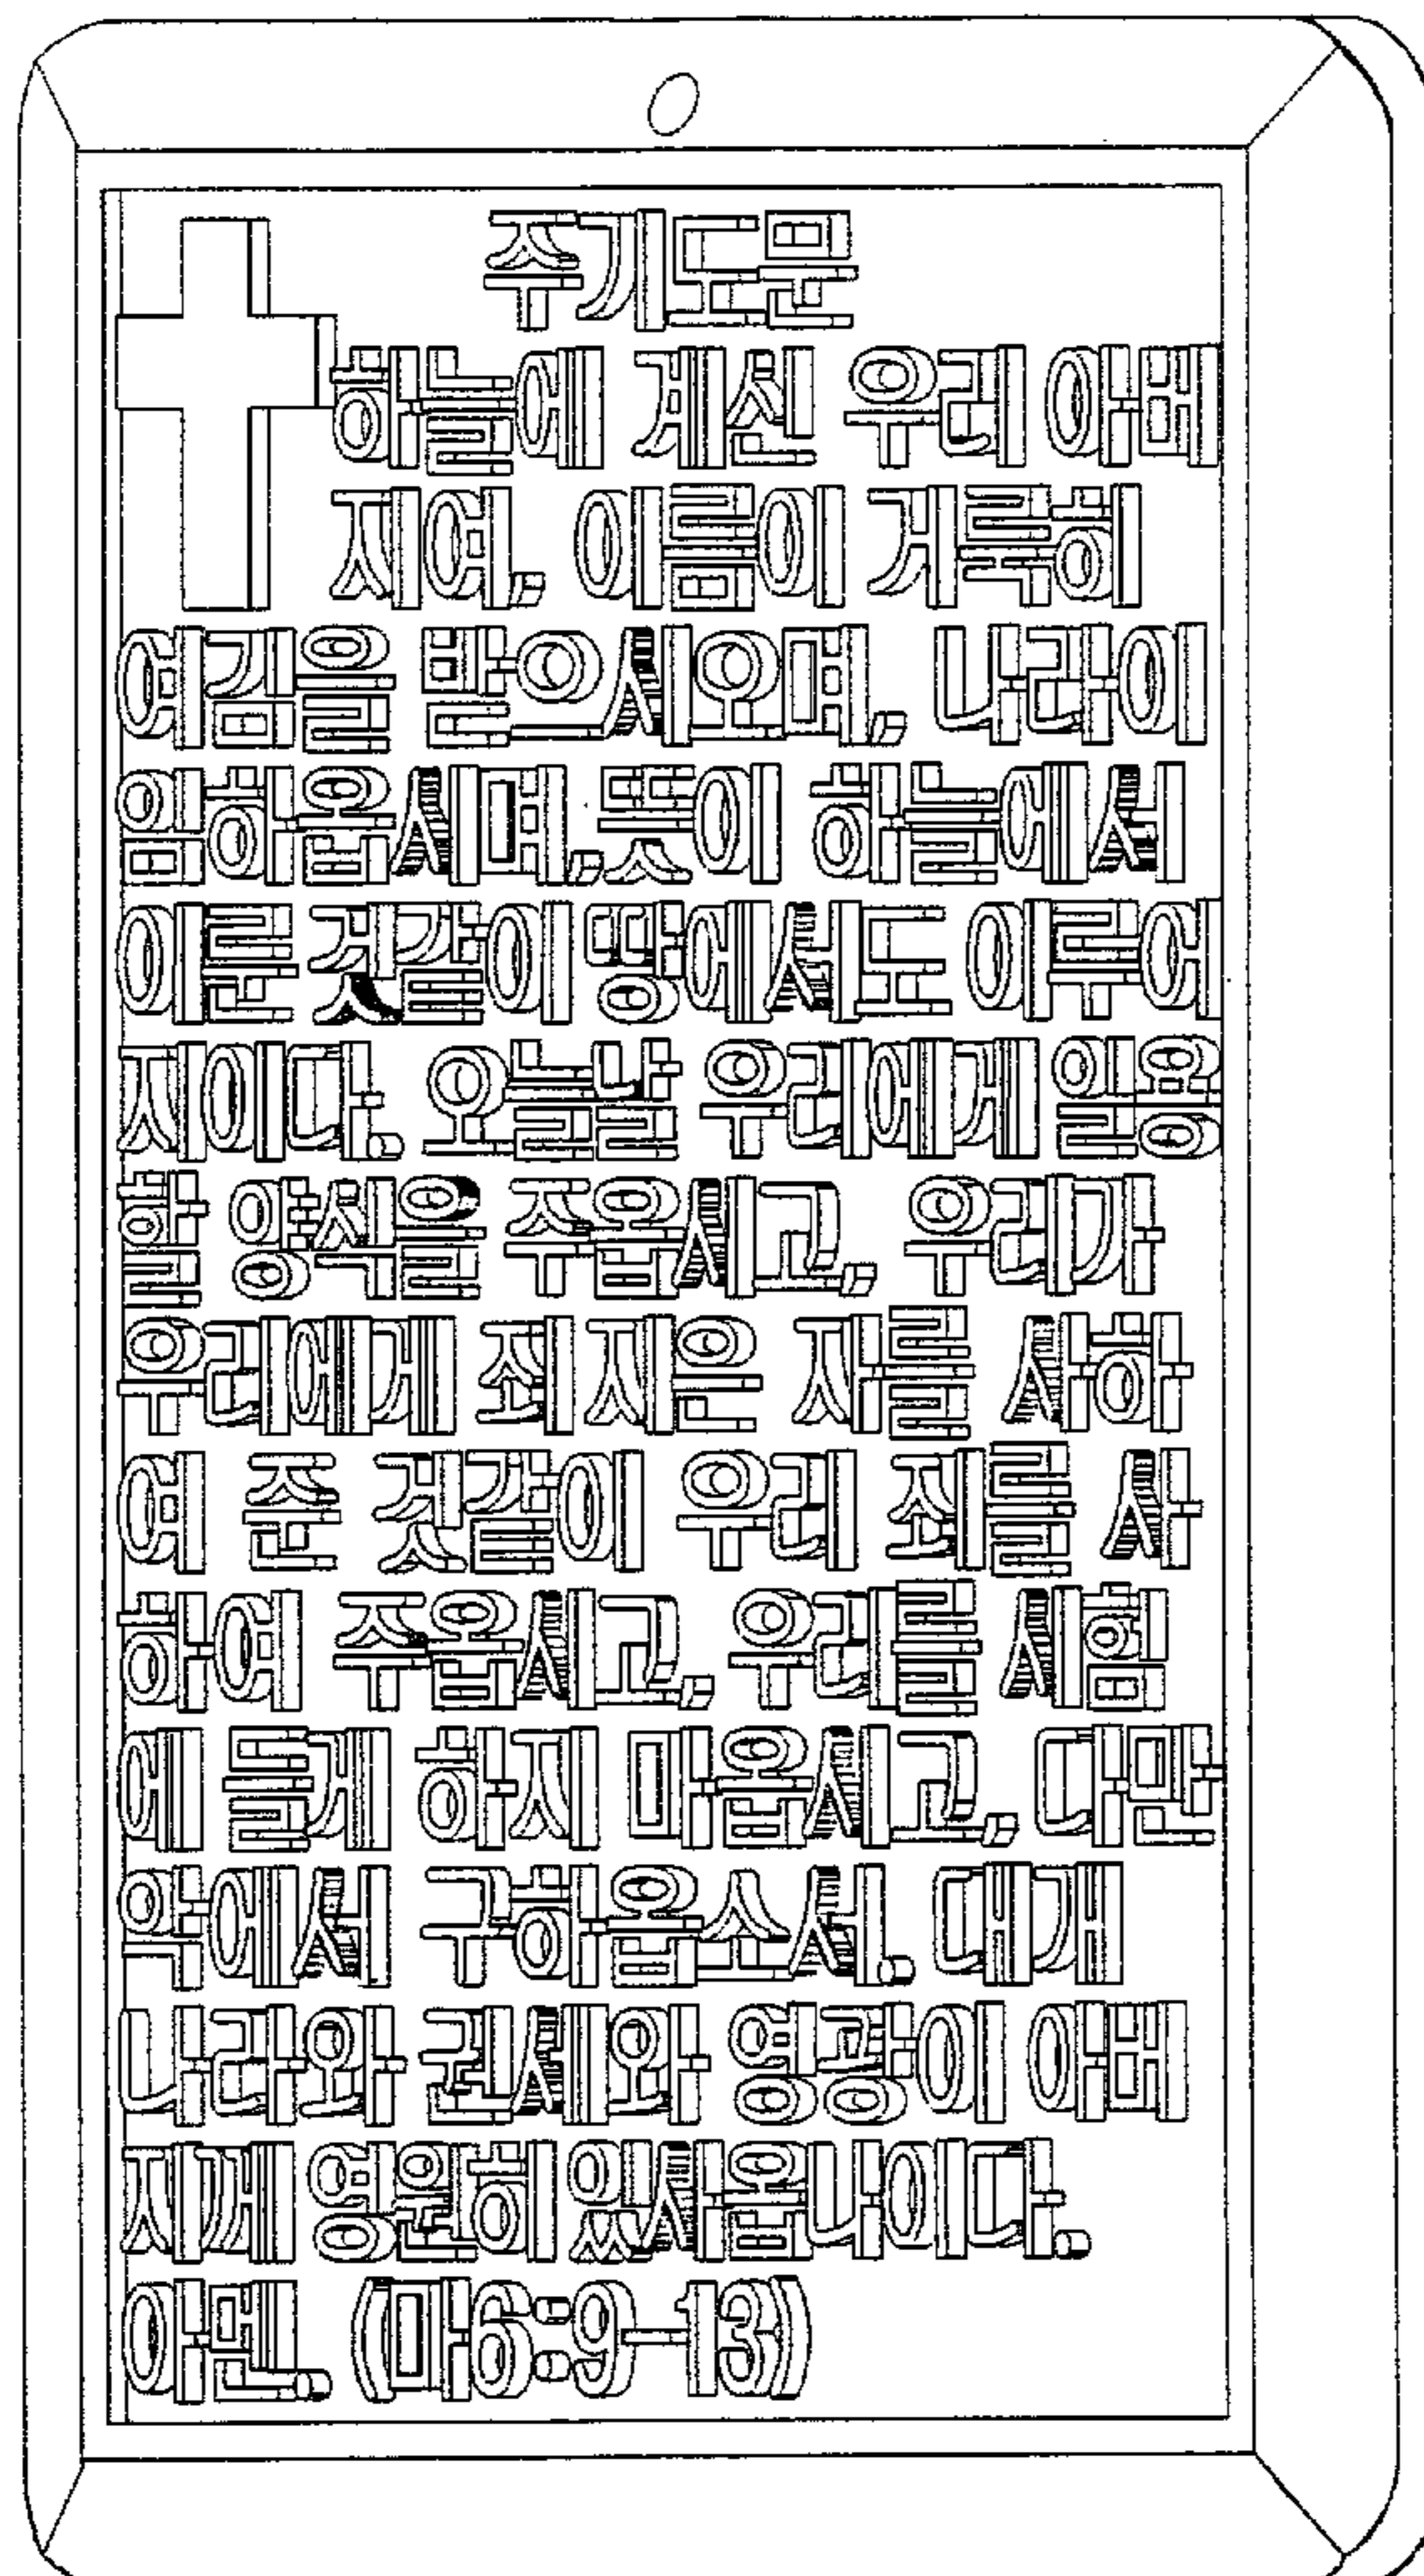 주기도문
하늘에 계신 우리 아버
지여, 이름이 거룩히
여김을 받으시오며, 나라이
임하옵시며, 뜻이 하늘에서
이룬 것같이 땅에서도 이루어
지이다. 오늘날 우리에게 일용
할 양식을 주옵시고, 우리가
우리에게 죄지은 자를 사하
여 준 것같이 우리 죄를 사
하여 주옵시고, 우리를 시험
에 들게 하지 마옵시고, 다만
악에서 구하옵소서. 대개
나라와 권세와 영광이 아버
지께 영원히 있사옵나이다.
아멘. (마6:9-13)